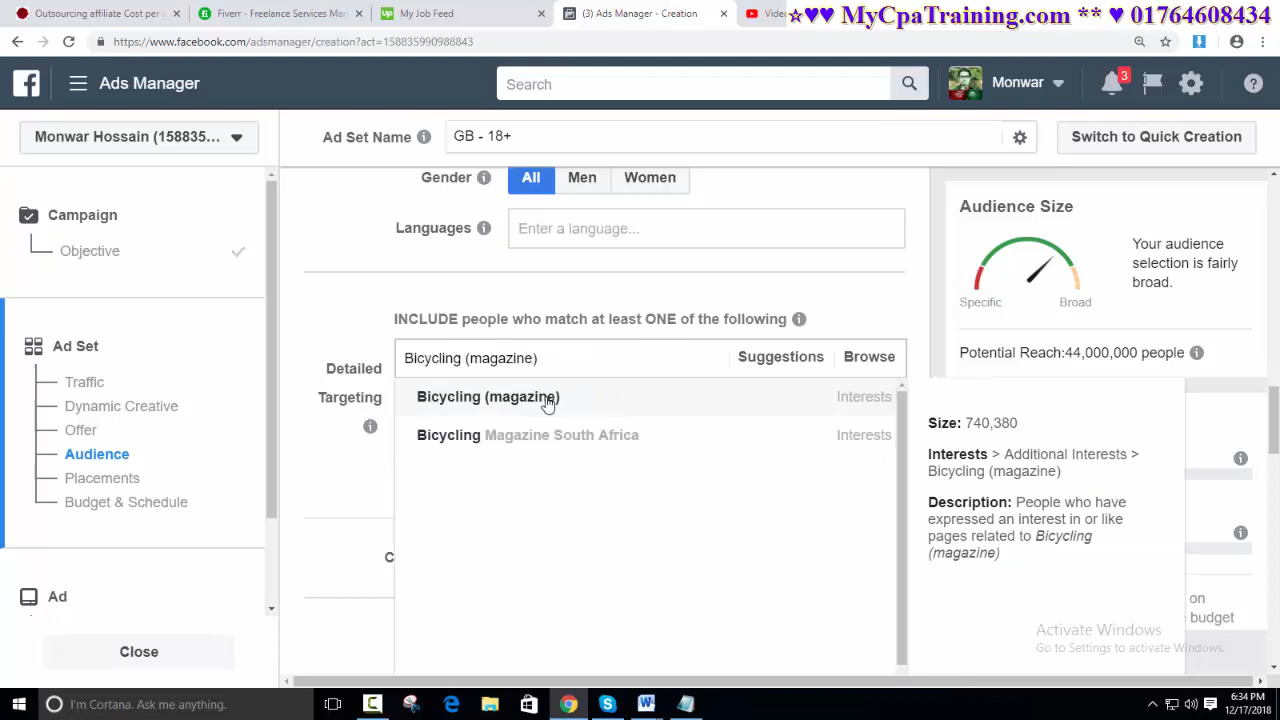 Outsourcing affiliate Cost per
Fiverr - Freelance Services Mar
My Job Feed
(3) Ads Manager - Creation
Vide
☆♥♥ MyCpaTraining.com ** ♥ 01764608434
https://www.facebook.com/adsmanager/creation?act=158835990988843
Ads Manager
Search
Monwar
3
Monwar Hossain (158835...
Ad Set Name
GB - 18+
Switch to Quick Creation
Campaign
Objective
Ad Set
Traffic
Dynamic Creative
Offer
Audience
Placements
Budget & Schedule
Ad
Close
Gender
All
Men
Women
Languages
Enter a language...
INCLUDE people who match at least ONE of the following
Detailed
Targeting
Bicycling (magazine)
Suggestions
Browse
Bicycling (magazine)
Interests
Bicycling Magazine South Africa
Interests
C
Audience Size
Specific
Broad
Your audience
selection is fairly
broad.
Potential Reach:44,000,000 people
Size: 740,380
Interests > Additional Interests >
Bicycling (magazine)
Description: People who have
expressed an interest in or like
pages related to Bicycling
(magazine)
on
budget
Activate Windows
Go to Settings to activate Windows.
I'm Cortana. Ask me anything.
6:34 PM
12/17/2018